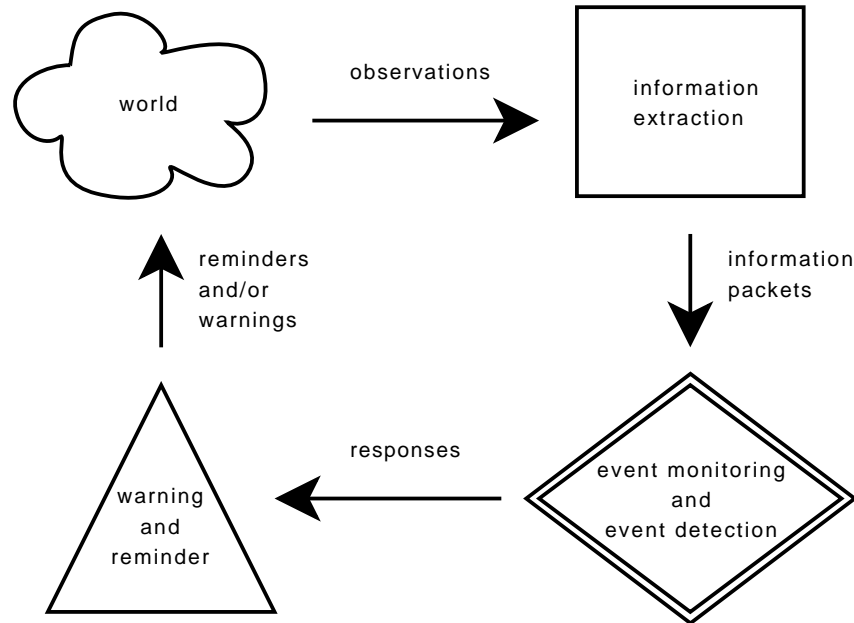 world
observations
information
extraction
reminders
and/or
warnings
information
packets
warning
and
reminder
responses
event monitoring
and
event detection